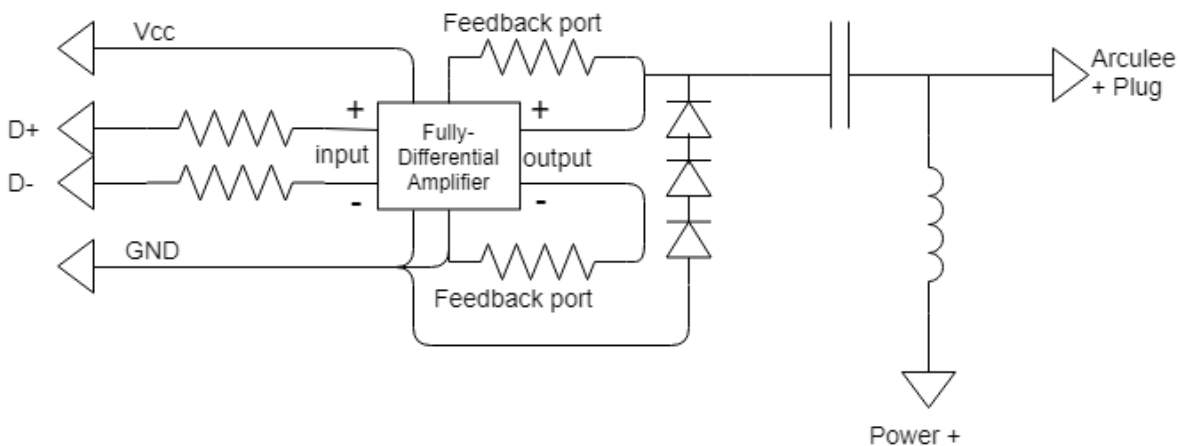 Vcc
Feedback port
Arculee
+ Plug
D+
+
+
input
Fully-
Differential
Amplifier
output
D-
-
-
GND
Feedback port
Power +